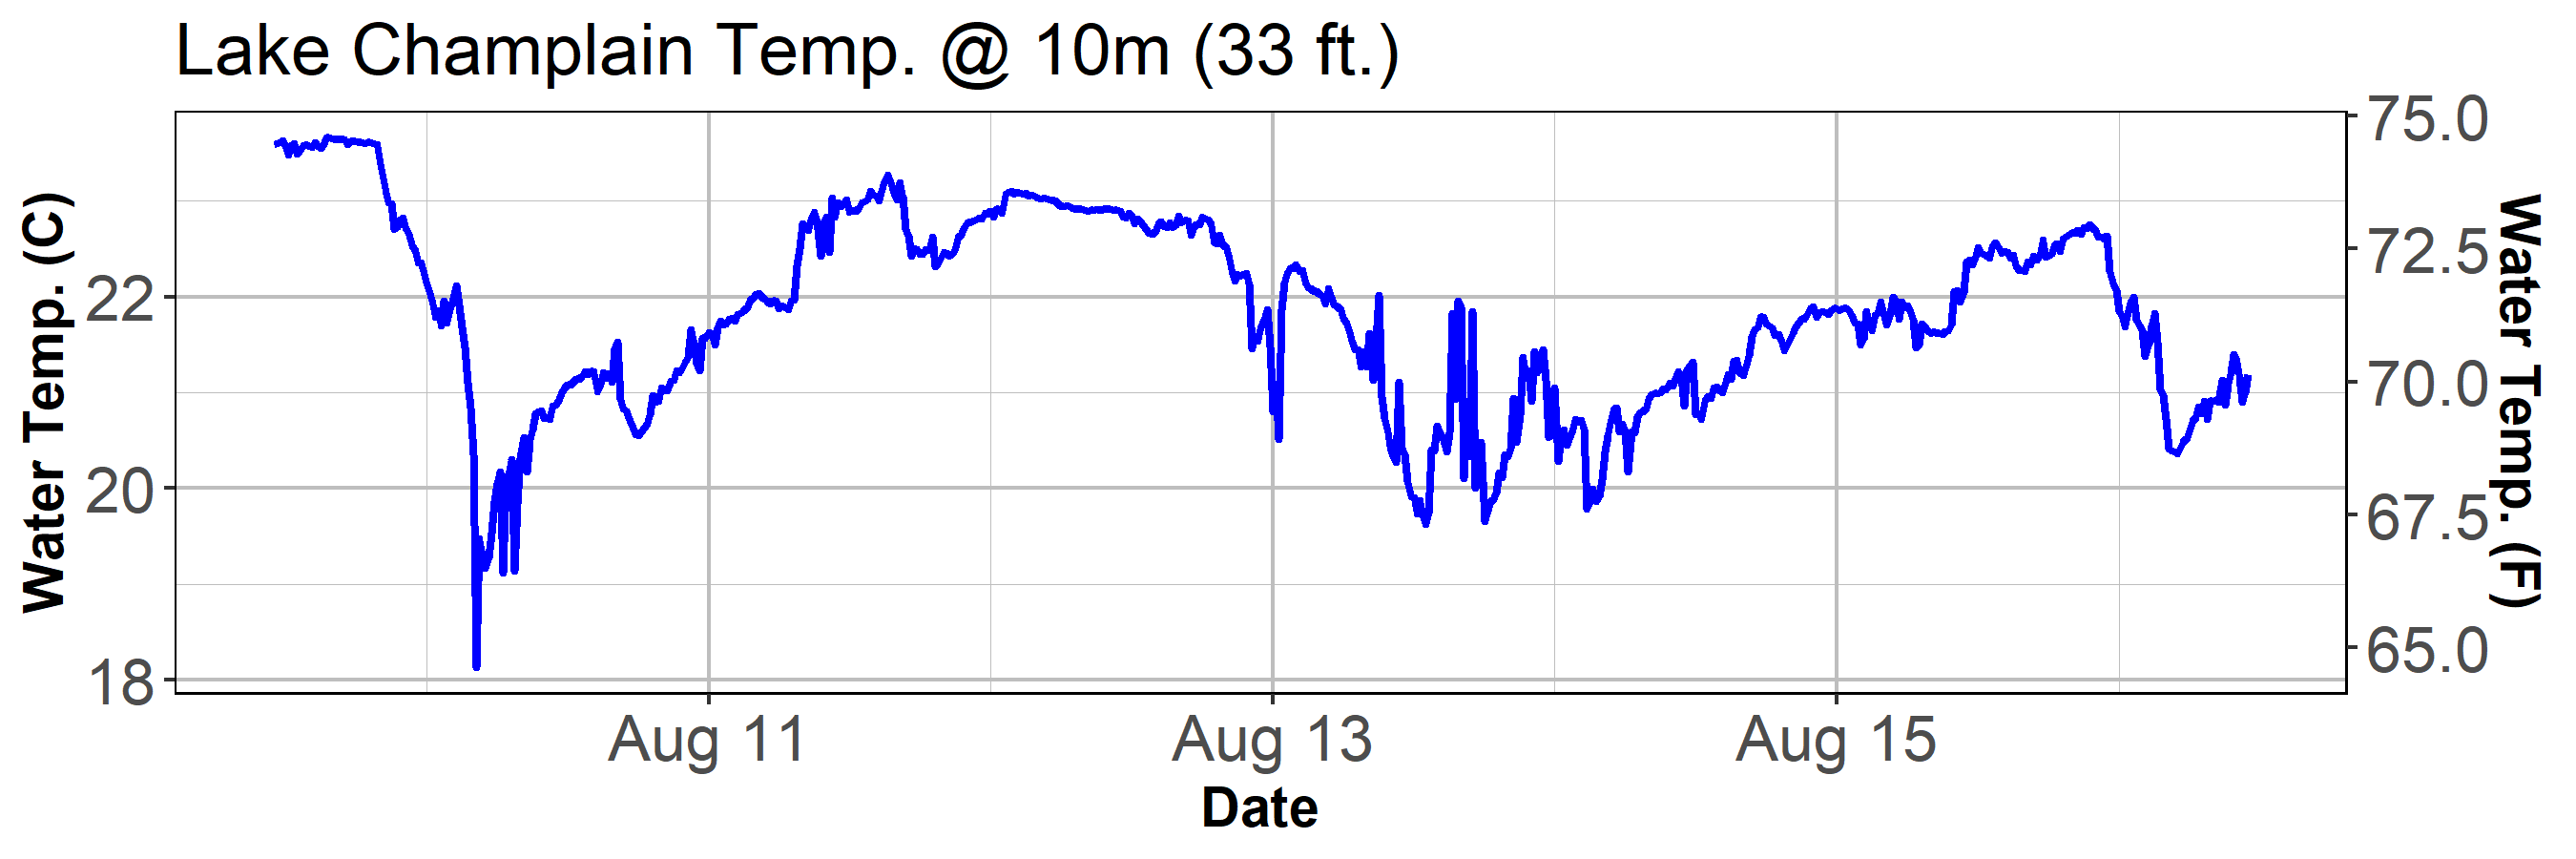 Lake Champlain Temp. @ 10m (33 ft.)
Water Temp. (C)
22
20
18
75.0
72.5
70.0
67.5
65.0
Water Temp. (F)
Aug 11
Aug 13
Aug 15
Date